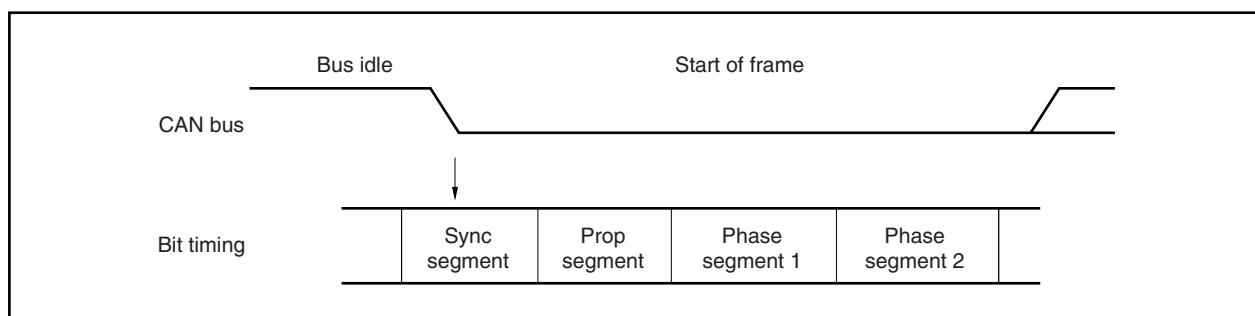 Bus idle
Start of frame
CAN bus
Bit timing
Sync
segment
Prop
segment
Phase
segment 1
Phase
segment 2